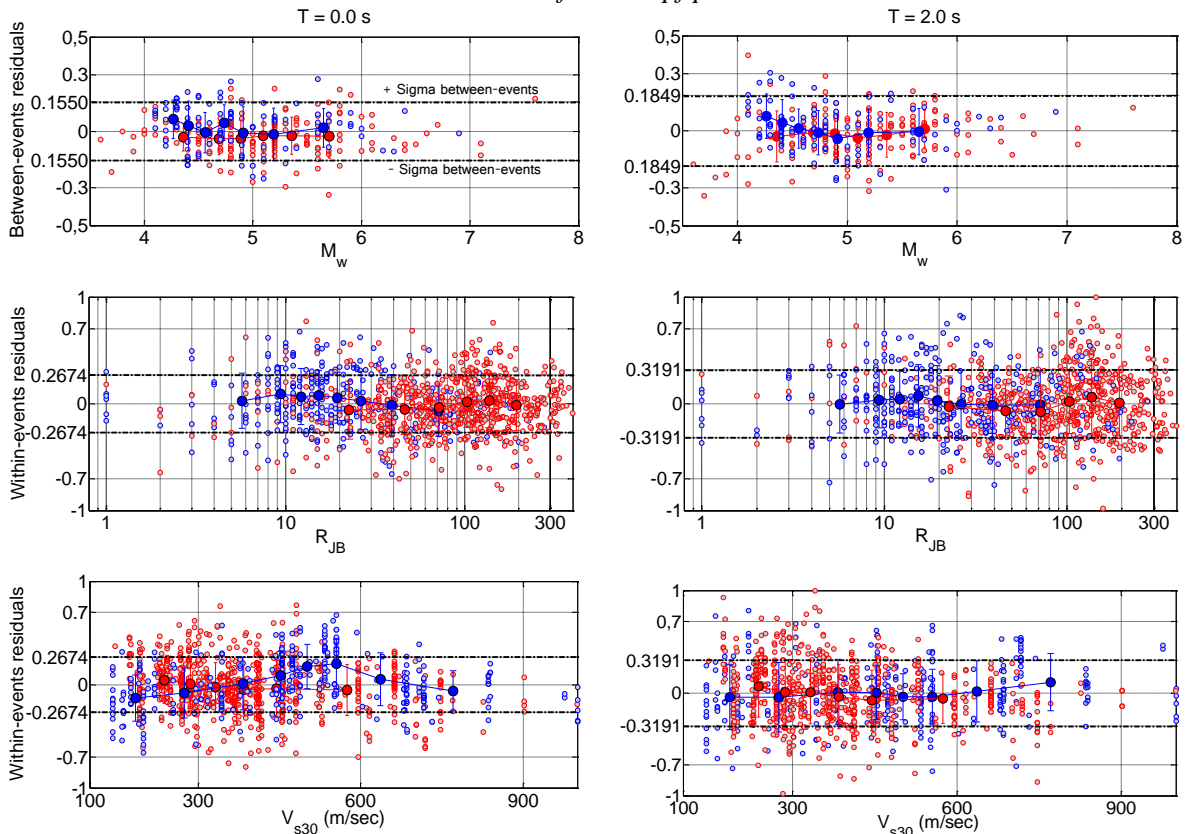 T = 0.0 s
T = 2.0 s
Between-events residuals
0,5
0.3
0.1550
0
0.1550
-0.3
-0.5
+ Sigma between-events
- Sigma between-events
4 5 6 7 8
M_w
0,5
0.3
0.1849
0
0.1849
-0.3
0,5
4 5 6 7 8
M_w
Within-events residuals
1
0.7
0.2674
0
-0.2674
-0.7
-1
1 10 100 300
R_JB
1
0.7
0.3191
0
-0.3191
-0.7
-1
1 10 100 300
R_JB
Within-events residuals
1
0.7
0.2674
0
-0.2674
-0.7
-1
100 300 600 900
V_s30 (m/sec)
1
0.7
0.3191
0
-0.3191
-0.7
-1
100 300 600 900
V_s30 (m/sec)